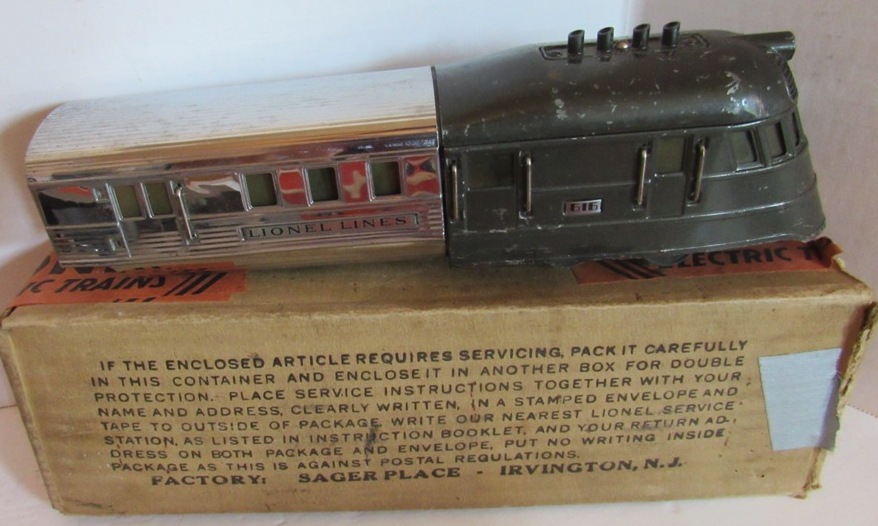 LIONEL LINES
616
IC TRAINS
ELECTRIC
IF THE ENCLOSED ARTICLE REQUIRES SERVICING, PACK IT CAREFULLY
IN THIS CONTAINER AND ENCLOSE IT IN ANOTHER BOX FOR DOUBLE
PROTECTION. PLACE SERVICE INSTRUCTIONS TOGETHER WITH YOUR
NAME AND ADDRESS, CLEARLY WRITTEN, IN A STAMPED ENVELOPE AND
TAPE TO OUTSIDE OF PACKAGE. WRITE OUR NEAREST LIONEL SERVICE
STATION, AS LISTED IN INSTRUCTION BOOKLET, AND YOUR RETURN AD-
DRESS ON BOTH PACKAGE AND ENVELOPE, PUT NO WRITING INSIDE
PACKAGE AS THIS IS AGAINST POSTAL REGULATIONS.
FACTORY: SAGER PLACE - IRVINGTON, N.J.